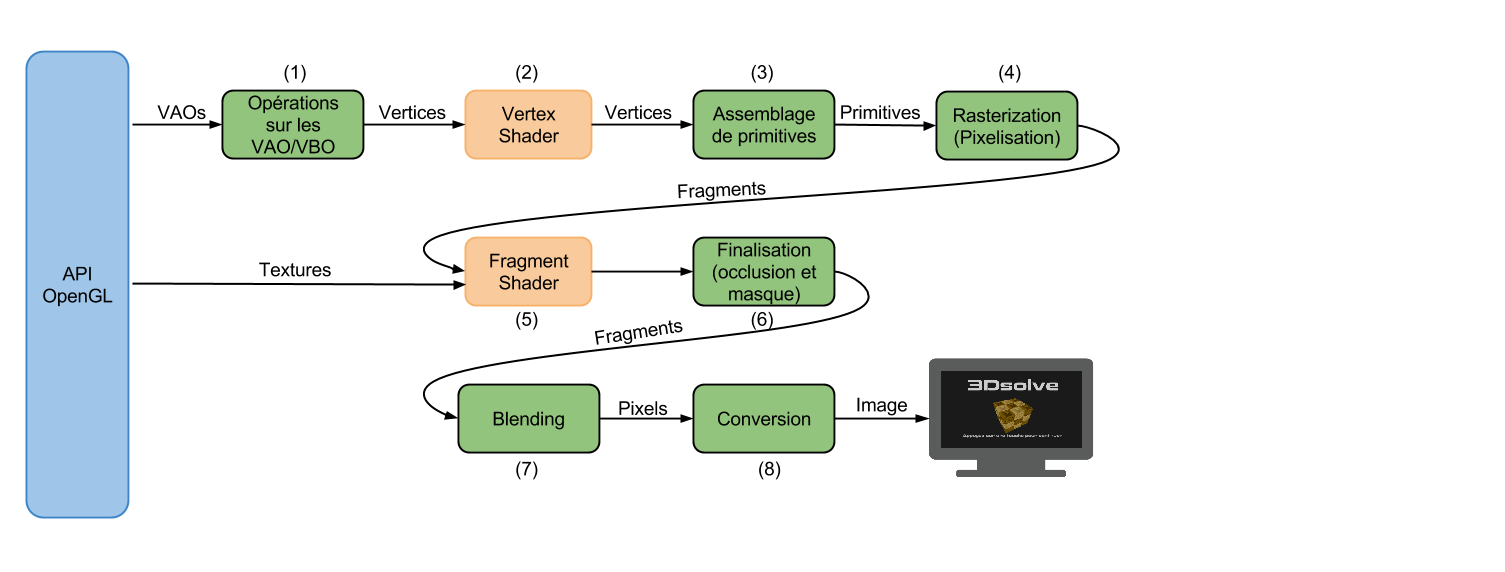 API
OpenGL
VAOs
(1)
Opérations
sur les
VAO/VBO
Vertices
(2)
Vertex
Shader
Vertices
(3)
Assemblage
de primitives
Primitives
(4)
Rasterization
(Pixelisation)
Fragments
Textures
Fragment
Shader
(5)
Finalisation
(occlusion et
masque)
(6)
Fragments
Blending
(7)
Pixels
Conversion
(8)
Image
3Dsolve